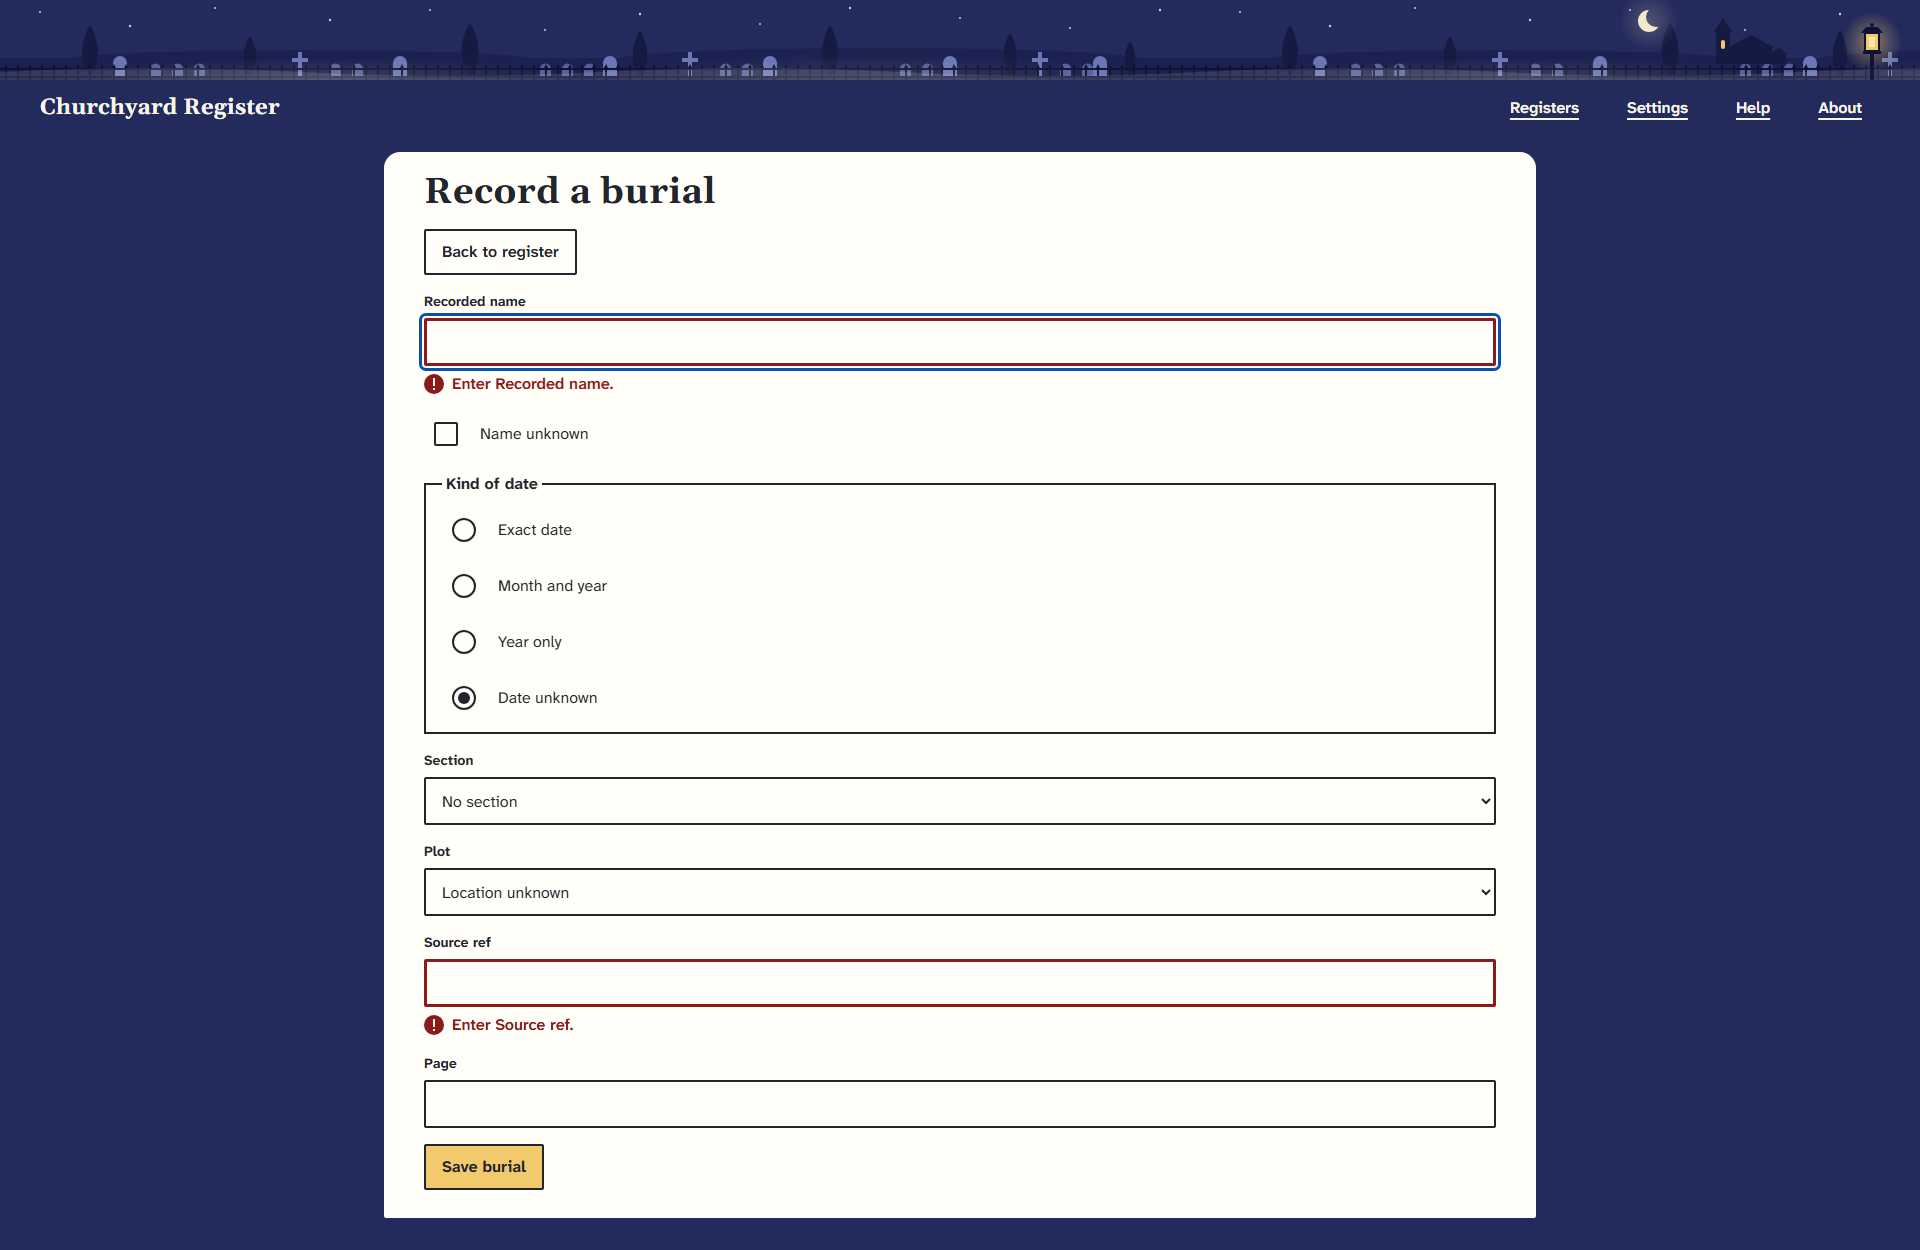 Churchyard Register
Registers Settings Help About
Record a burial
Back to register
Recorded name
Enter Recorded name.
Name unknown
Kind of date
Exact date
Month and year
Year only
Date unknown
Section
No section
Plot
Location unknown
Source ref
Enter Source ref.
Page
Save burial